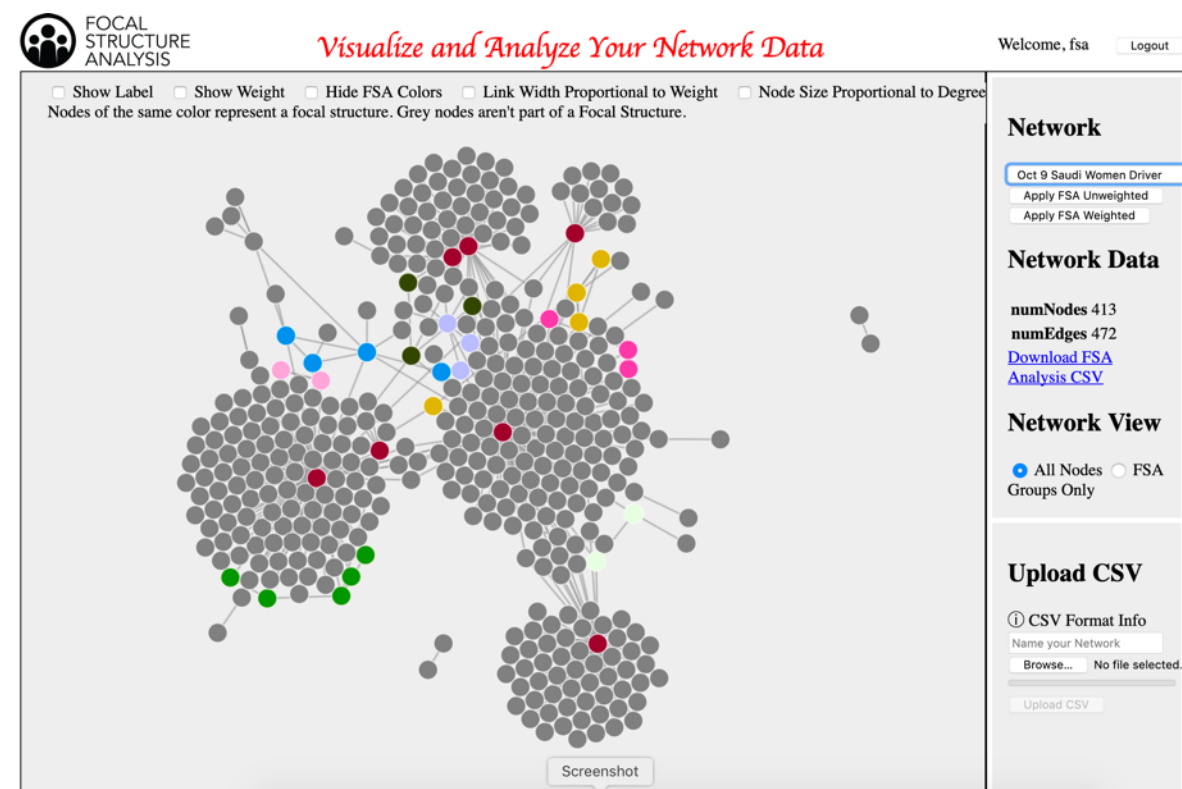 FOCAL
STRUCTURE
ANALYSIS
Visualize and Analyze Your Network Data
Welcome, fsa
Logout
Show Label Show Weight Hide FSA Colors Link Width Proportional to Weight Node Size Proportional to Degree
Nodes of the same color represent a focal structure. Grey nodes aren't part of a Focal Structure.
Network
Oct 9 Saudi Women Driver
Apply FSA Unweighted
Apply FSA Weighted
Network Data
numNodes 413
numEdges 472
Download FSA
Analysis CSV
Network View
All Nodes FSA
Groups Only
Upload CSV
ⓘ CSV Format Info
Name your Network
Browse... No file selected.
Upload CSV
Screenshot